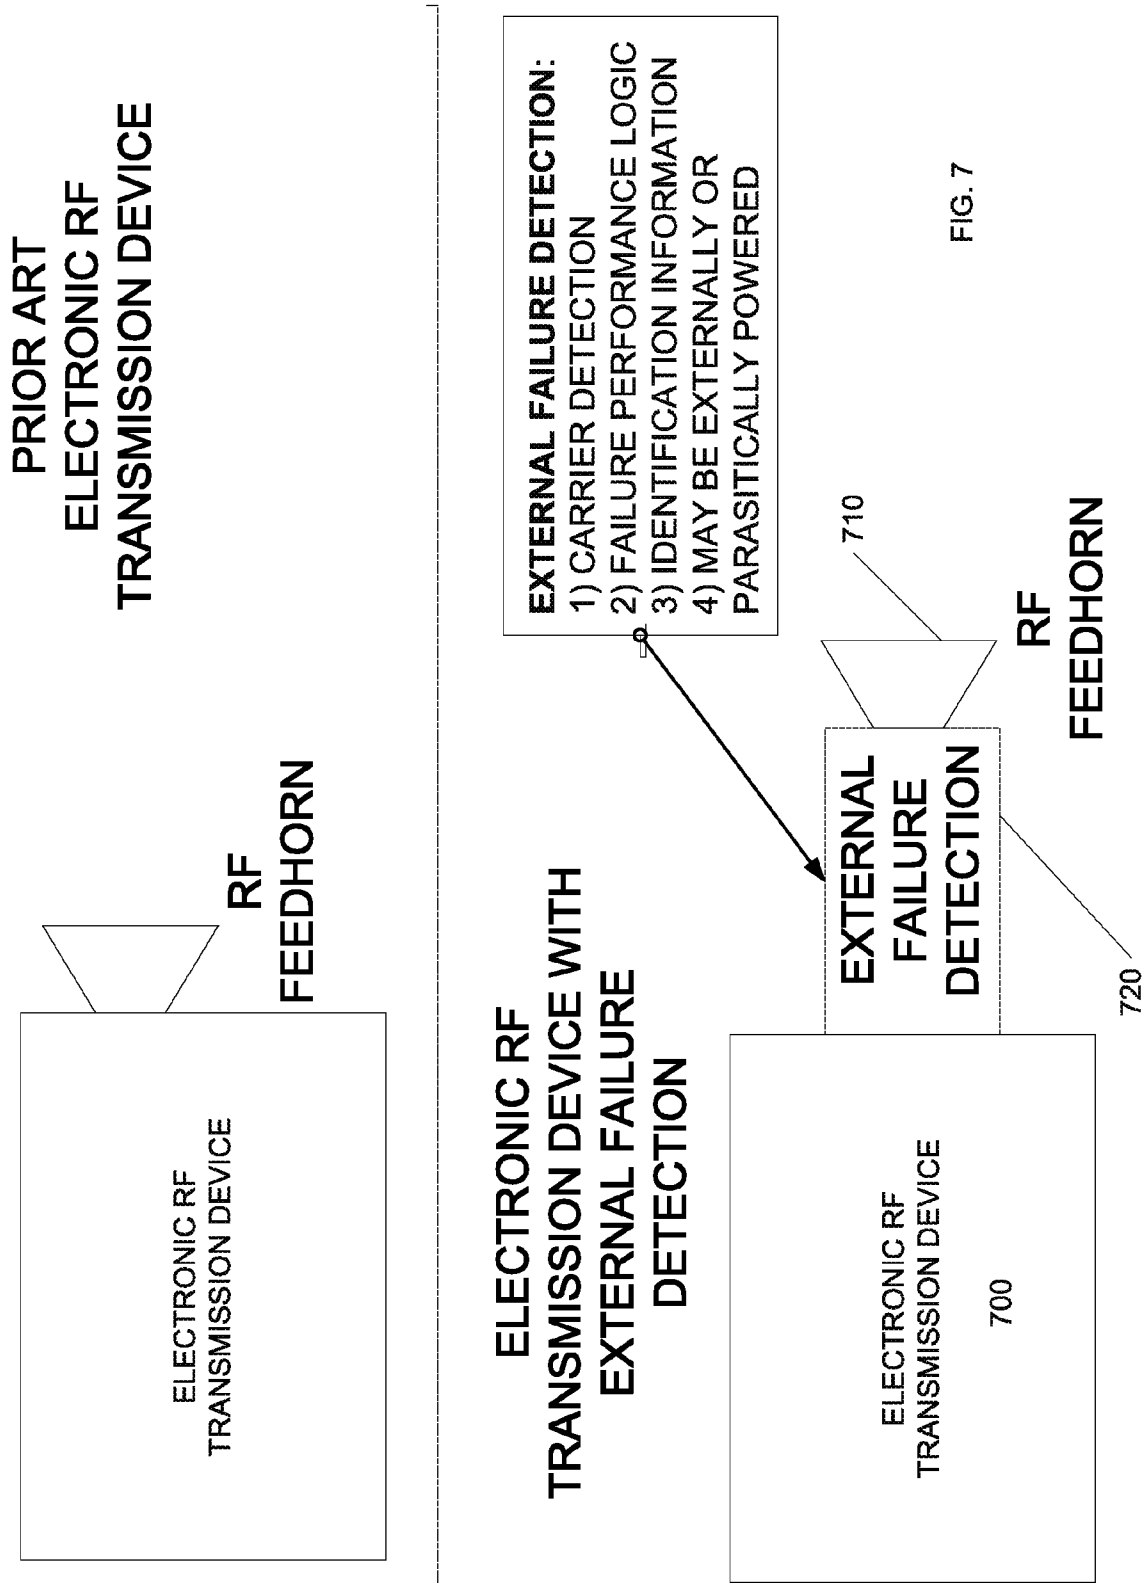 PRIOR ART
ELECTRONIC RF
TRANSMISSION DEVICE
ELECTRONIC RF
TRANSMISSION DEVICE
RF
FEEDHORN
ELECTRONIC RF
TRANSMISSION DEVICE WITH
EXTERNAL FAILURE
DETECTION
EXTERNAL FAILURE DETECTION:
1) CARRIER DETECTION
2) FAILURE PERFORMANCE LOGIC
3) IDENTIFICATION INFORMATION
4) MAY BE EXTERNALLY OR
PARASITICALLY POWERED
ELECTRONIC RF
TRANSMISSION DEVICE
700
EXTERNAL
FAILURE
DETECTION
720
710
RF
FEEDHORN
FIG. 7